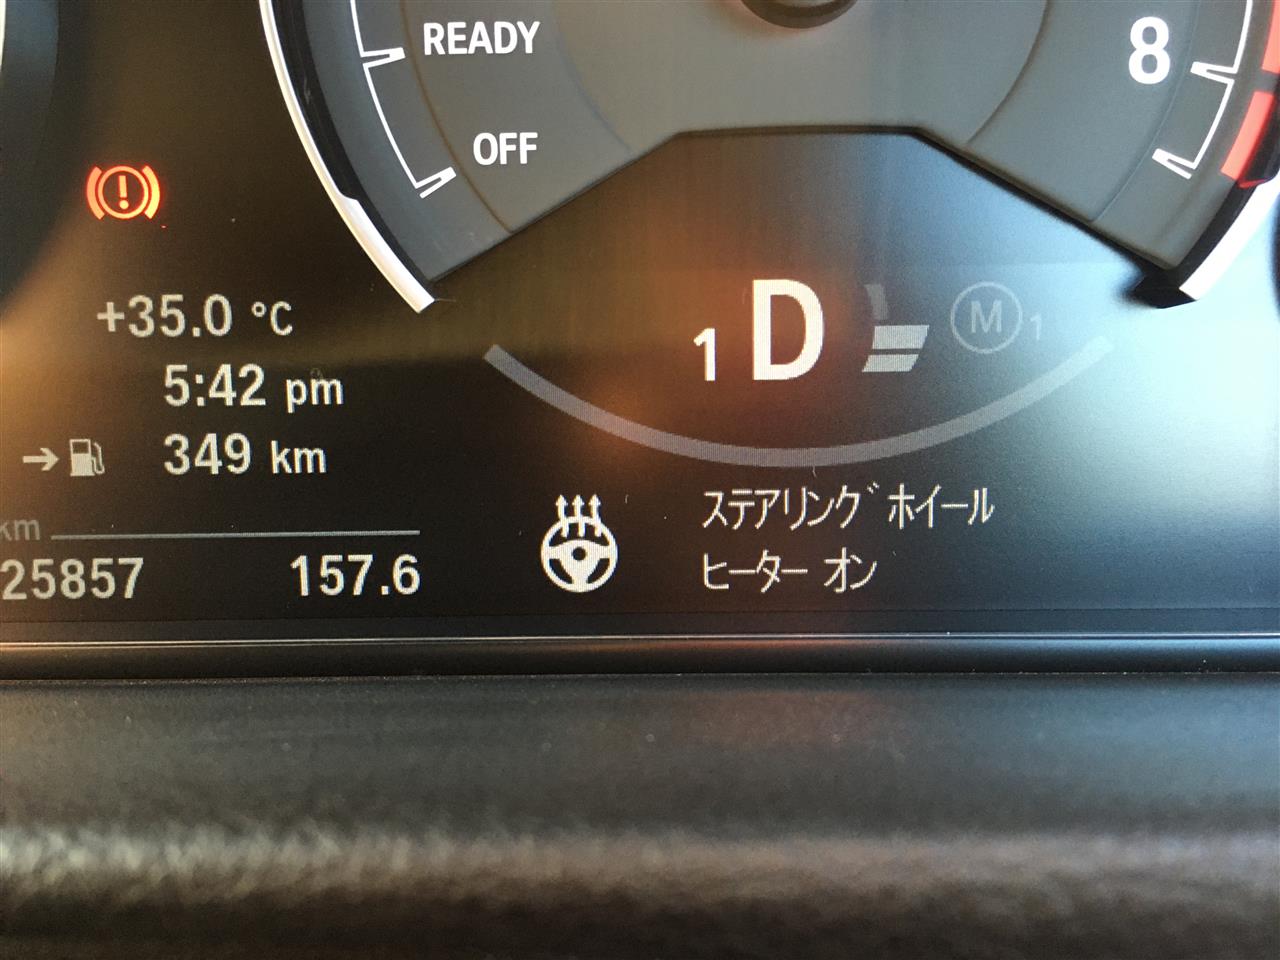 READY
OFF
8
+35.0 °C
5:42 pm
→ 349 km
1 D M 1
km
25857 157.6
ステアリングホイール
ヒーター オン